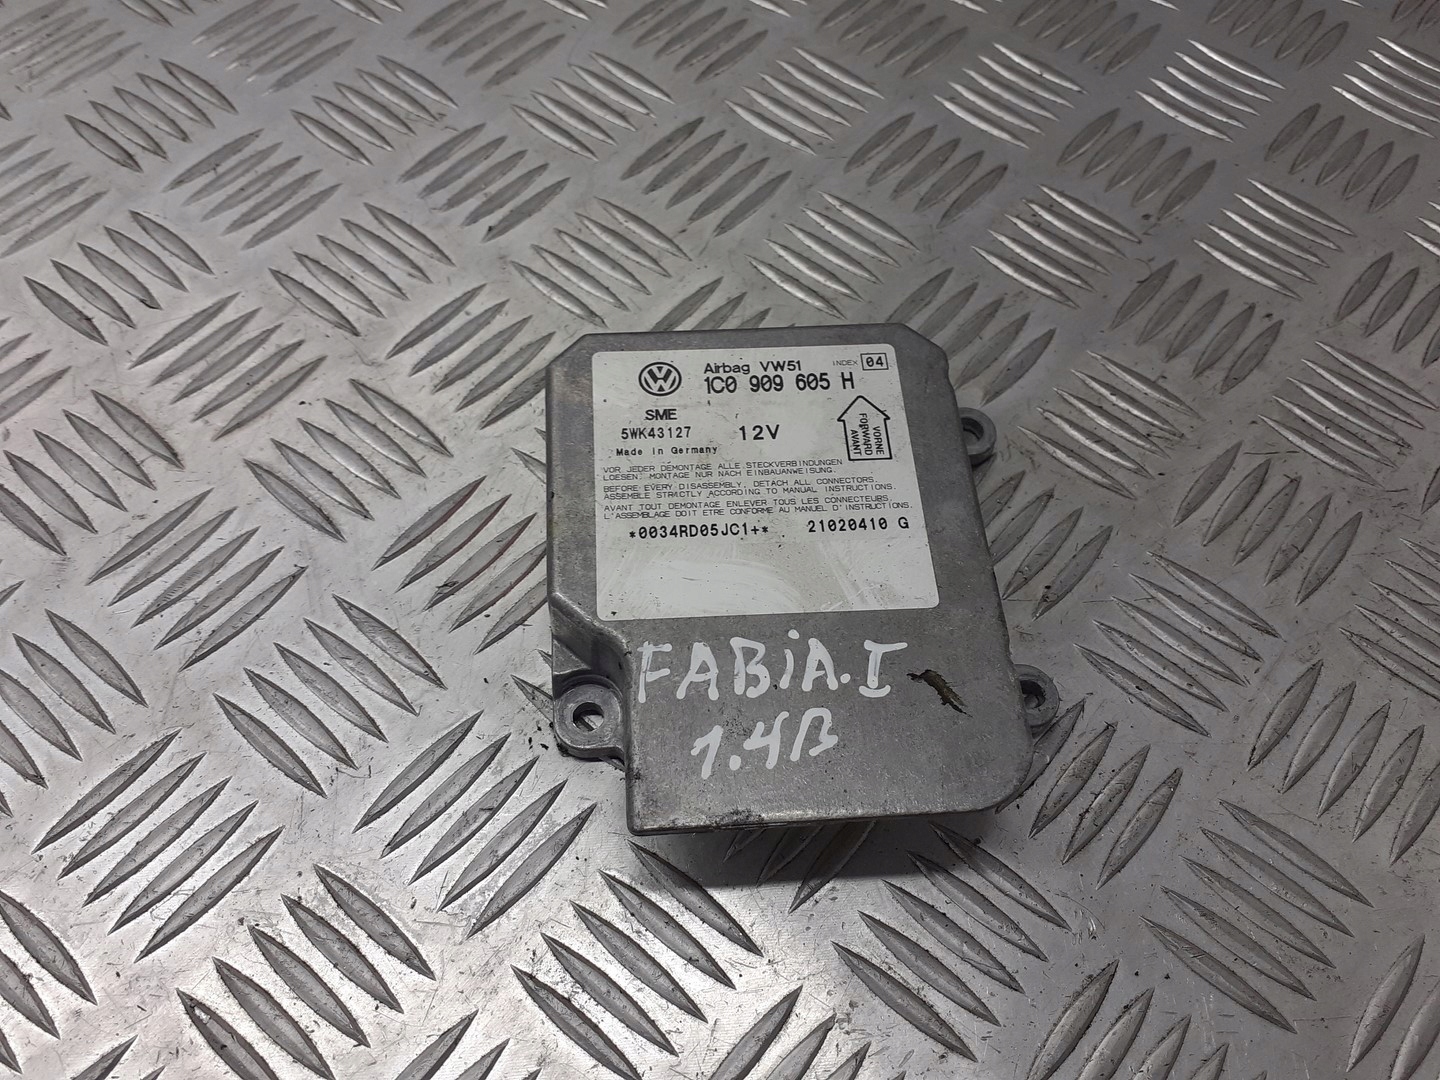 Airbag VW51 INDEX 04
1C0 909 605 H
SME
5WK43127 12V
Made in Germany
VORNE
FORWARD
AVANT
VOR JEDER DEMONTAGE ALLE STECKVERBINDUNGEN
LOESEN. MONTAGE NUR NACH EINBAUANWEISUNG.
BEFORE EVERY DISASSEMBLY, DETACH ALL CONNECTORS.
ASSEMBLE STRICTLY ACCORDING TO MANUAL INSTRUCTIONS.
AVANT TOUT DEMONTAGE ENLEVER TOUS LES CONNECTEURS.
L'ASSEMBLAGE DOIT ETRE CONFORME AU MANUEL D'INSTRUCTIONS.
*0034RD05JC1+* 21020410 G
FABiA.I
1.4B